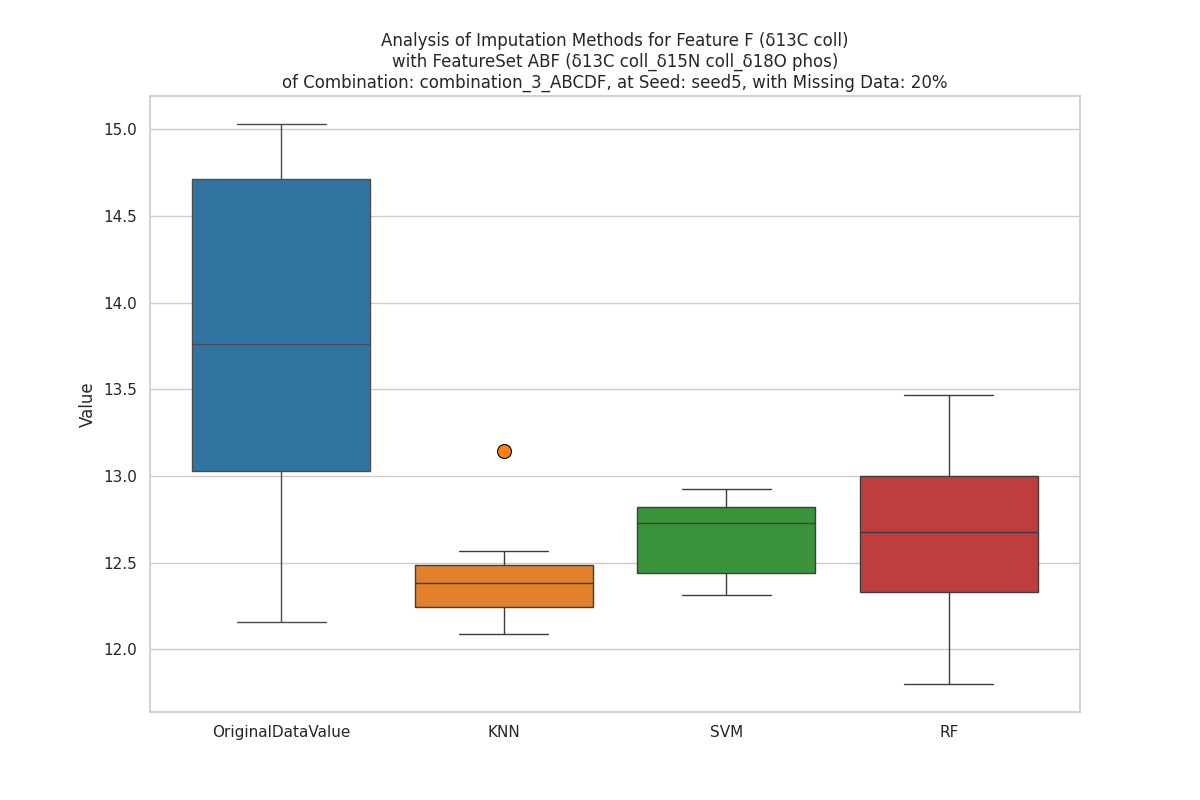 Analysis of Imputation Methods for Feature F (δ13C coll)
with FeatureSet ABF (δ13C coll_δ15N coll_δ18O phos)
of Combination: combination_3_ABCDF, at Seed: seed5, with Missing Data: 20%
15.0
14.5
14.0
13.5
13.0
12.5
12.0
Value
OriginalDataValue
KNN
SVM
RF